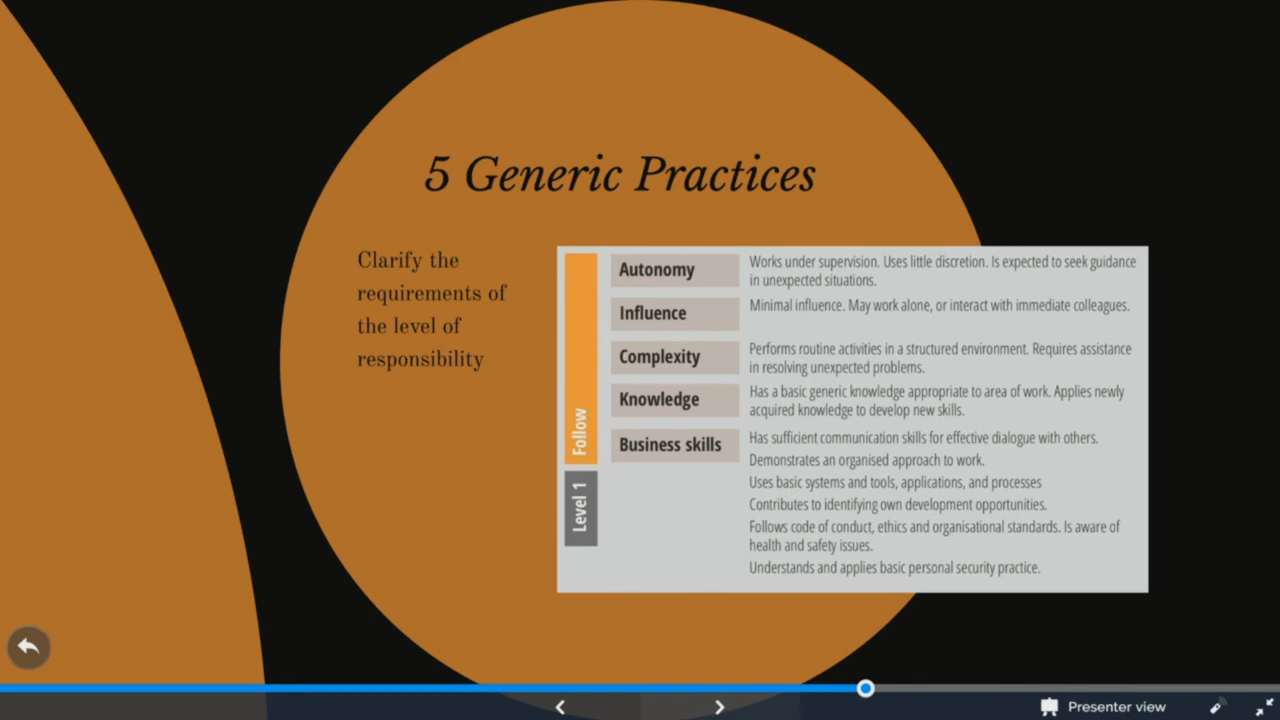 5 Generic Practices
Clarify the
requirements of
the level of
responsibility
Follow
Level 1
Autonomy
Works under supervision. Uses little discretion. Is expected to seek guidance
in unexpected situations.
Influence
Minimal influence. May work alone, or interact with immediate colleagues.
Complexity
Performs routine activities in a structured environment. Requires assistance
in resolving unexpected problems.
Knowledge
Has a basic generic knowledge appropriate to area of work. Applies newly
acquired knowledge to develop new skills.
Business skills
Has sufficient communication skills for effective dialogue with others.
Demonstrates an organised approach to work.
Uses basic systems and tools, applications, and processes
Contributes to identifying own development opportunities.
Follows code of conduct, ethics and organisational standards. Is aware of
health and safety issues.
Understands and applies basic personal security practice.
Presenter view